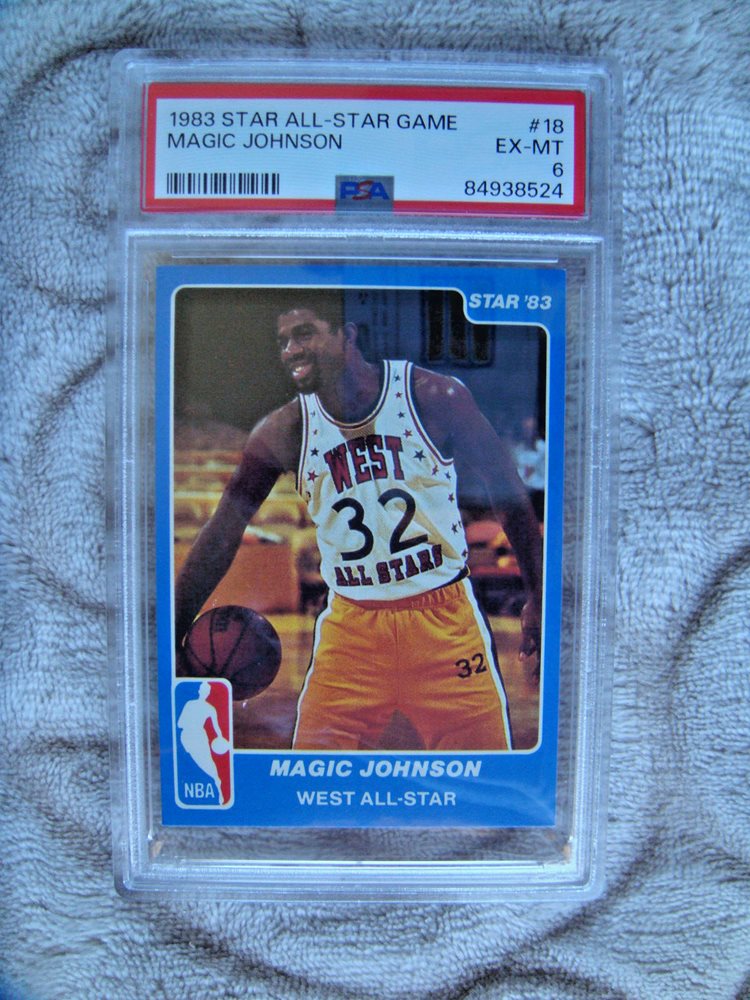 1983 STAR ALL-STAR GAME #18
MAGIC JOHNSON EX-MT
6
PSA 84938524
STAR '83
WEST
32
ALL STARS
32
NBA
MAGIC JOHNSON
WEST ALL-STAR